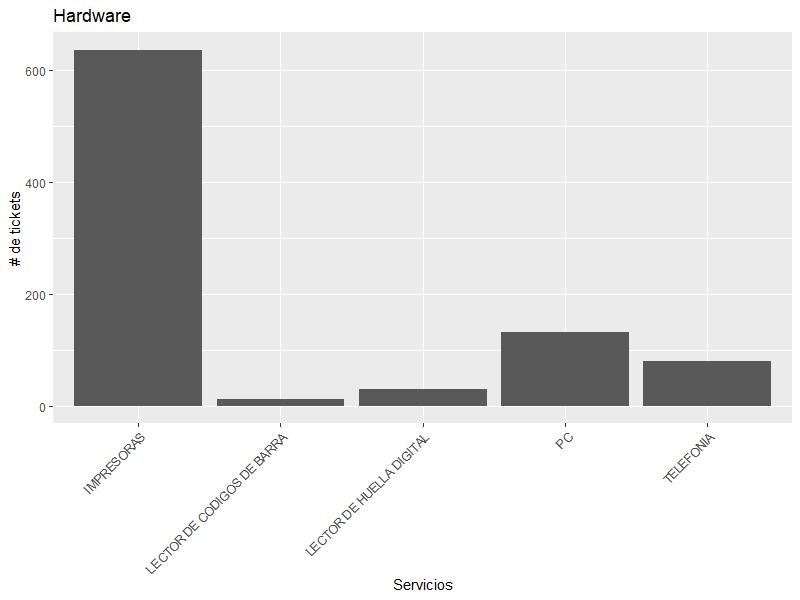 Hardware
# de tickets
600
400
200
0
IMPRESORAS
LECTOR DE CODIGOS DE BARRA
LECTOR DE HUELLA DIGITAL
PC
TELEFONIA
Servicios